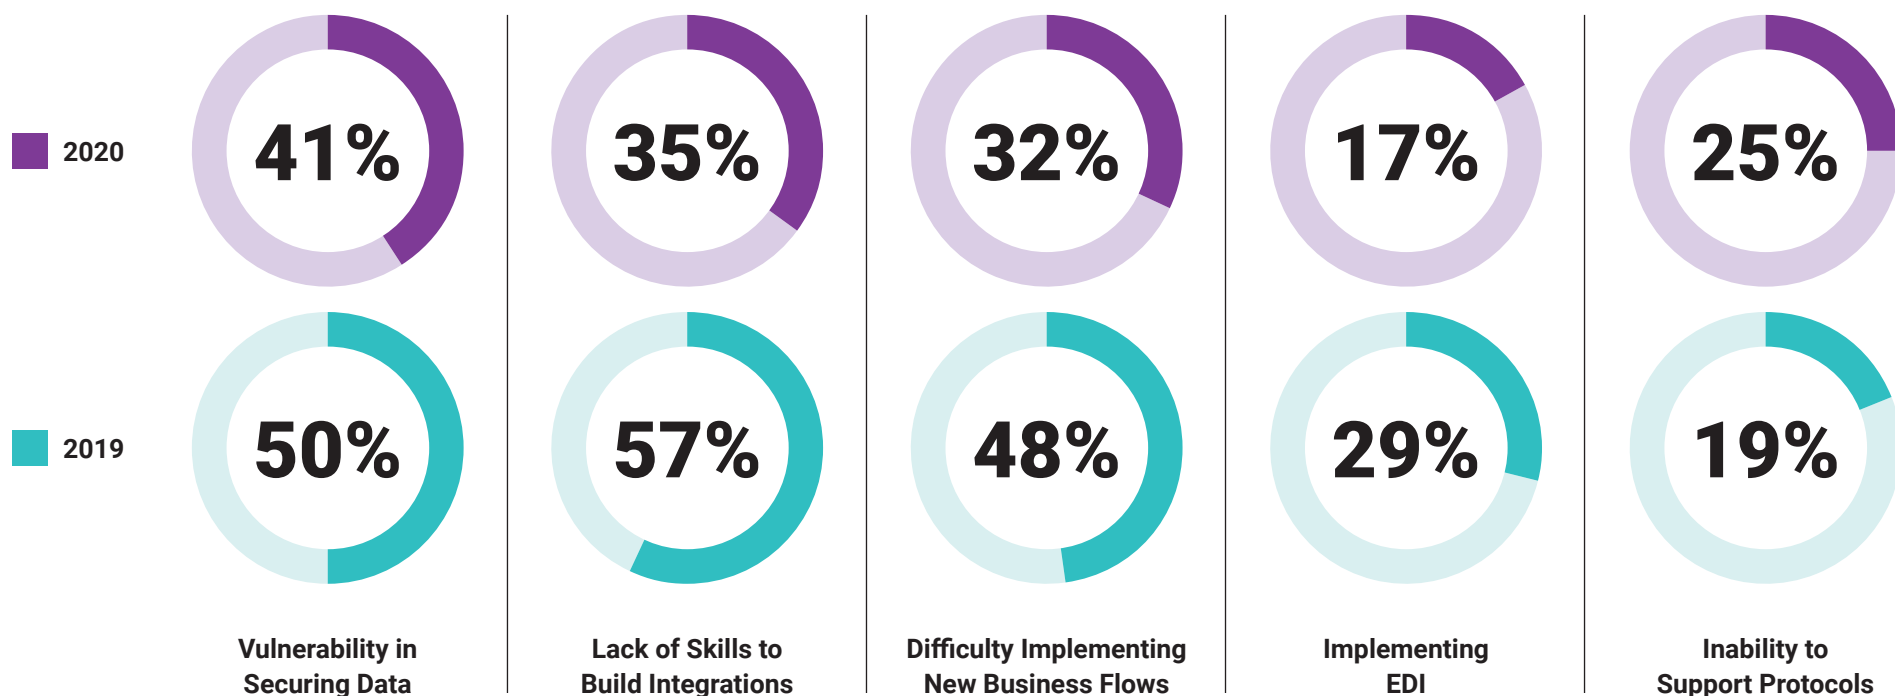 2020
41%
35%
32%
17%
25%
2019
50%
57%
48%
29%
19%
Vulnerability in
Securing Data
Lack of Skills to
Build Integrations
Difficulty Implementing
New Business Flows
Implementing
EDI
Inability to
Support Protocols